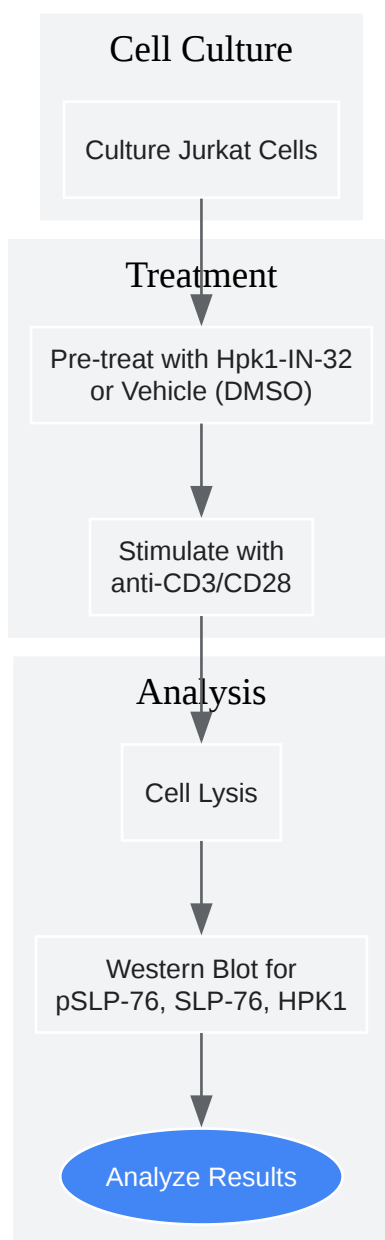 Cell Culture
Culture Jurkat Cells
Treatment
Pre-treat with Hpk1-IN-32
or Vehicle (DMSO)
Stimulate with
anti-CD3/CD28
Analysis
Cell Lysis
Western Blot for
pSLP-76, SLP-76, HPK1
Analyze Results